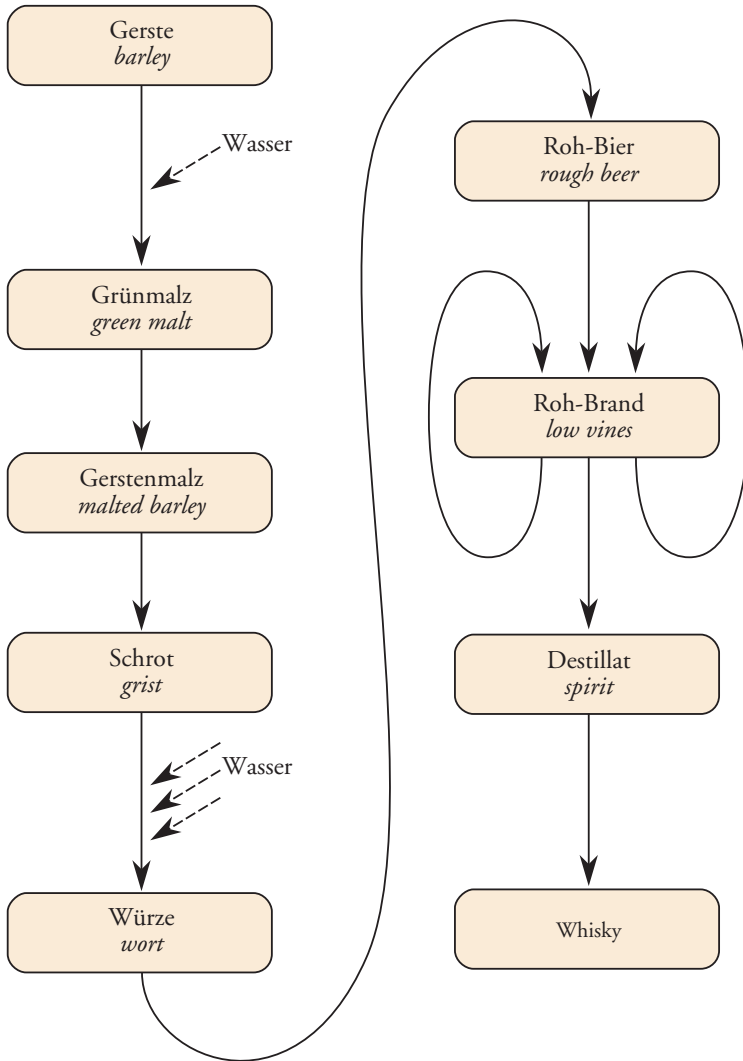 Gerste
barley
Wasser
Grünmalz
green malt
Gerstenmalz
malted barley
Schrot
grist
Wasser
Würze
wort
Roh-Bier
rough beer
Roh-Brand
low vines
Destillat
spirit
Whisky